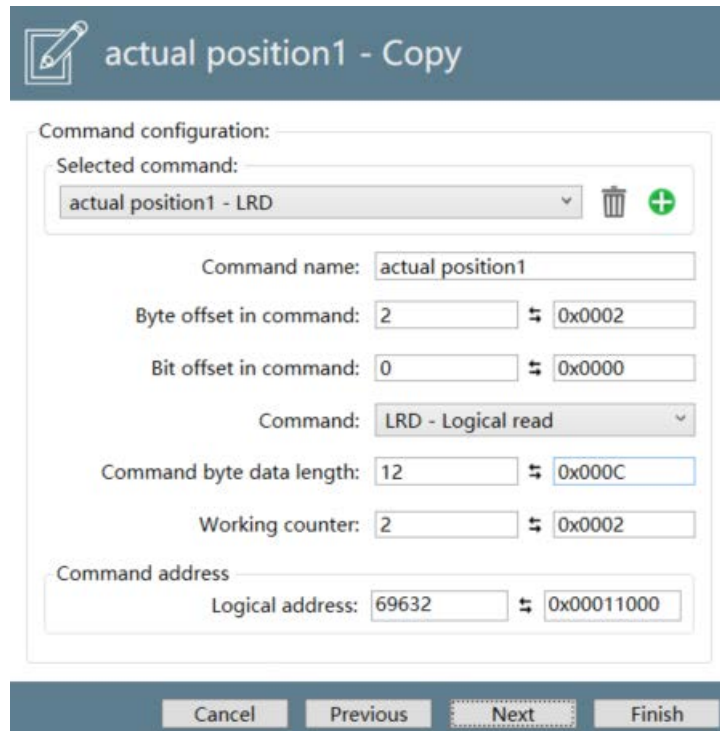 actual position1 - Copy
Command configuration:
Selected command:
actual position1 - LRD
Command name: actual position1
Byte offset in command: 2 0x0002
Bit offset in command: 0 0x0000
Command: LRD - Logical read
Command byte data length: 12 0x000C
Working counter: 2 0x0002
Command address
Logical address: 69632 0x00011000
Cancel Previous Next Finish